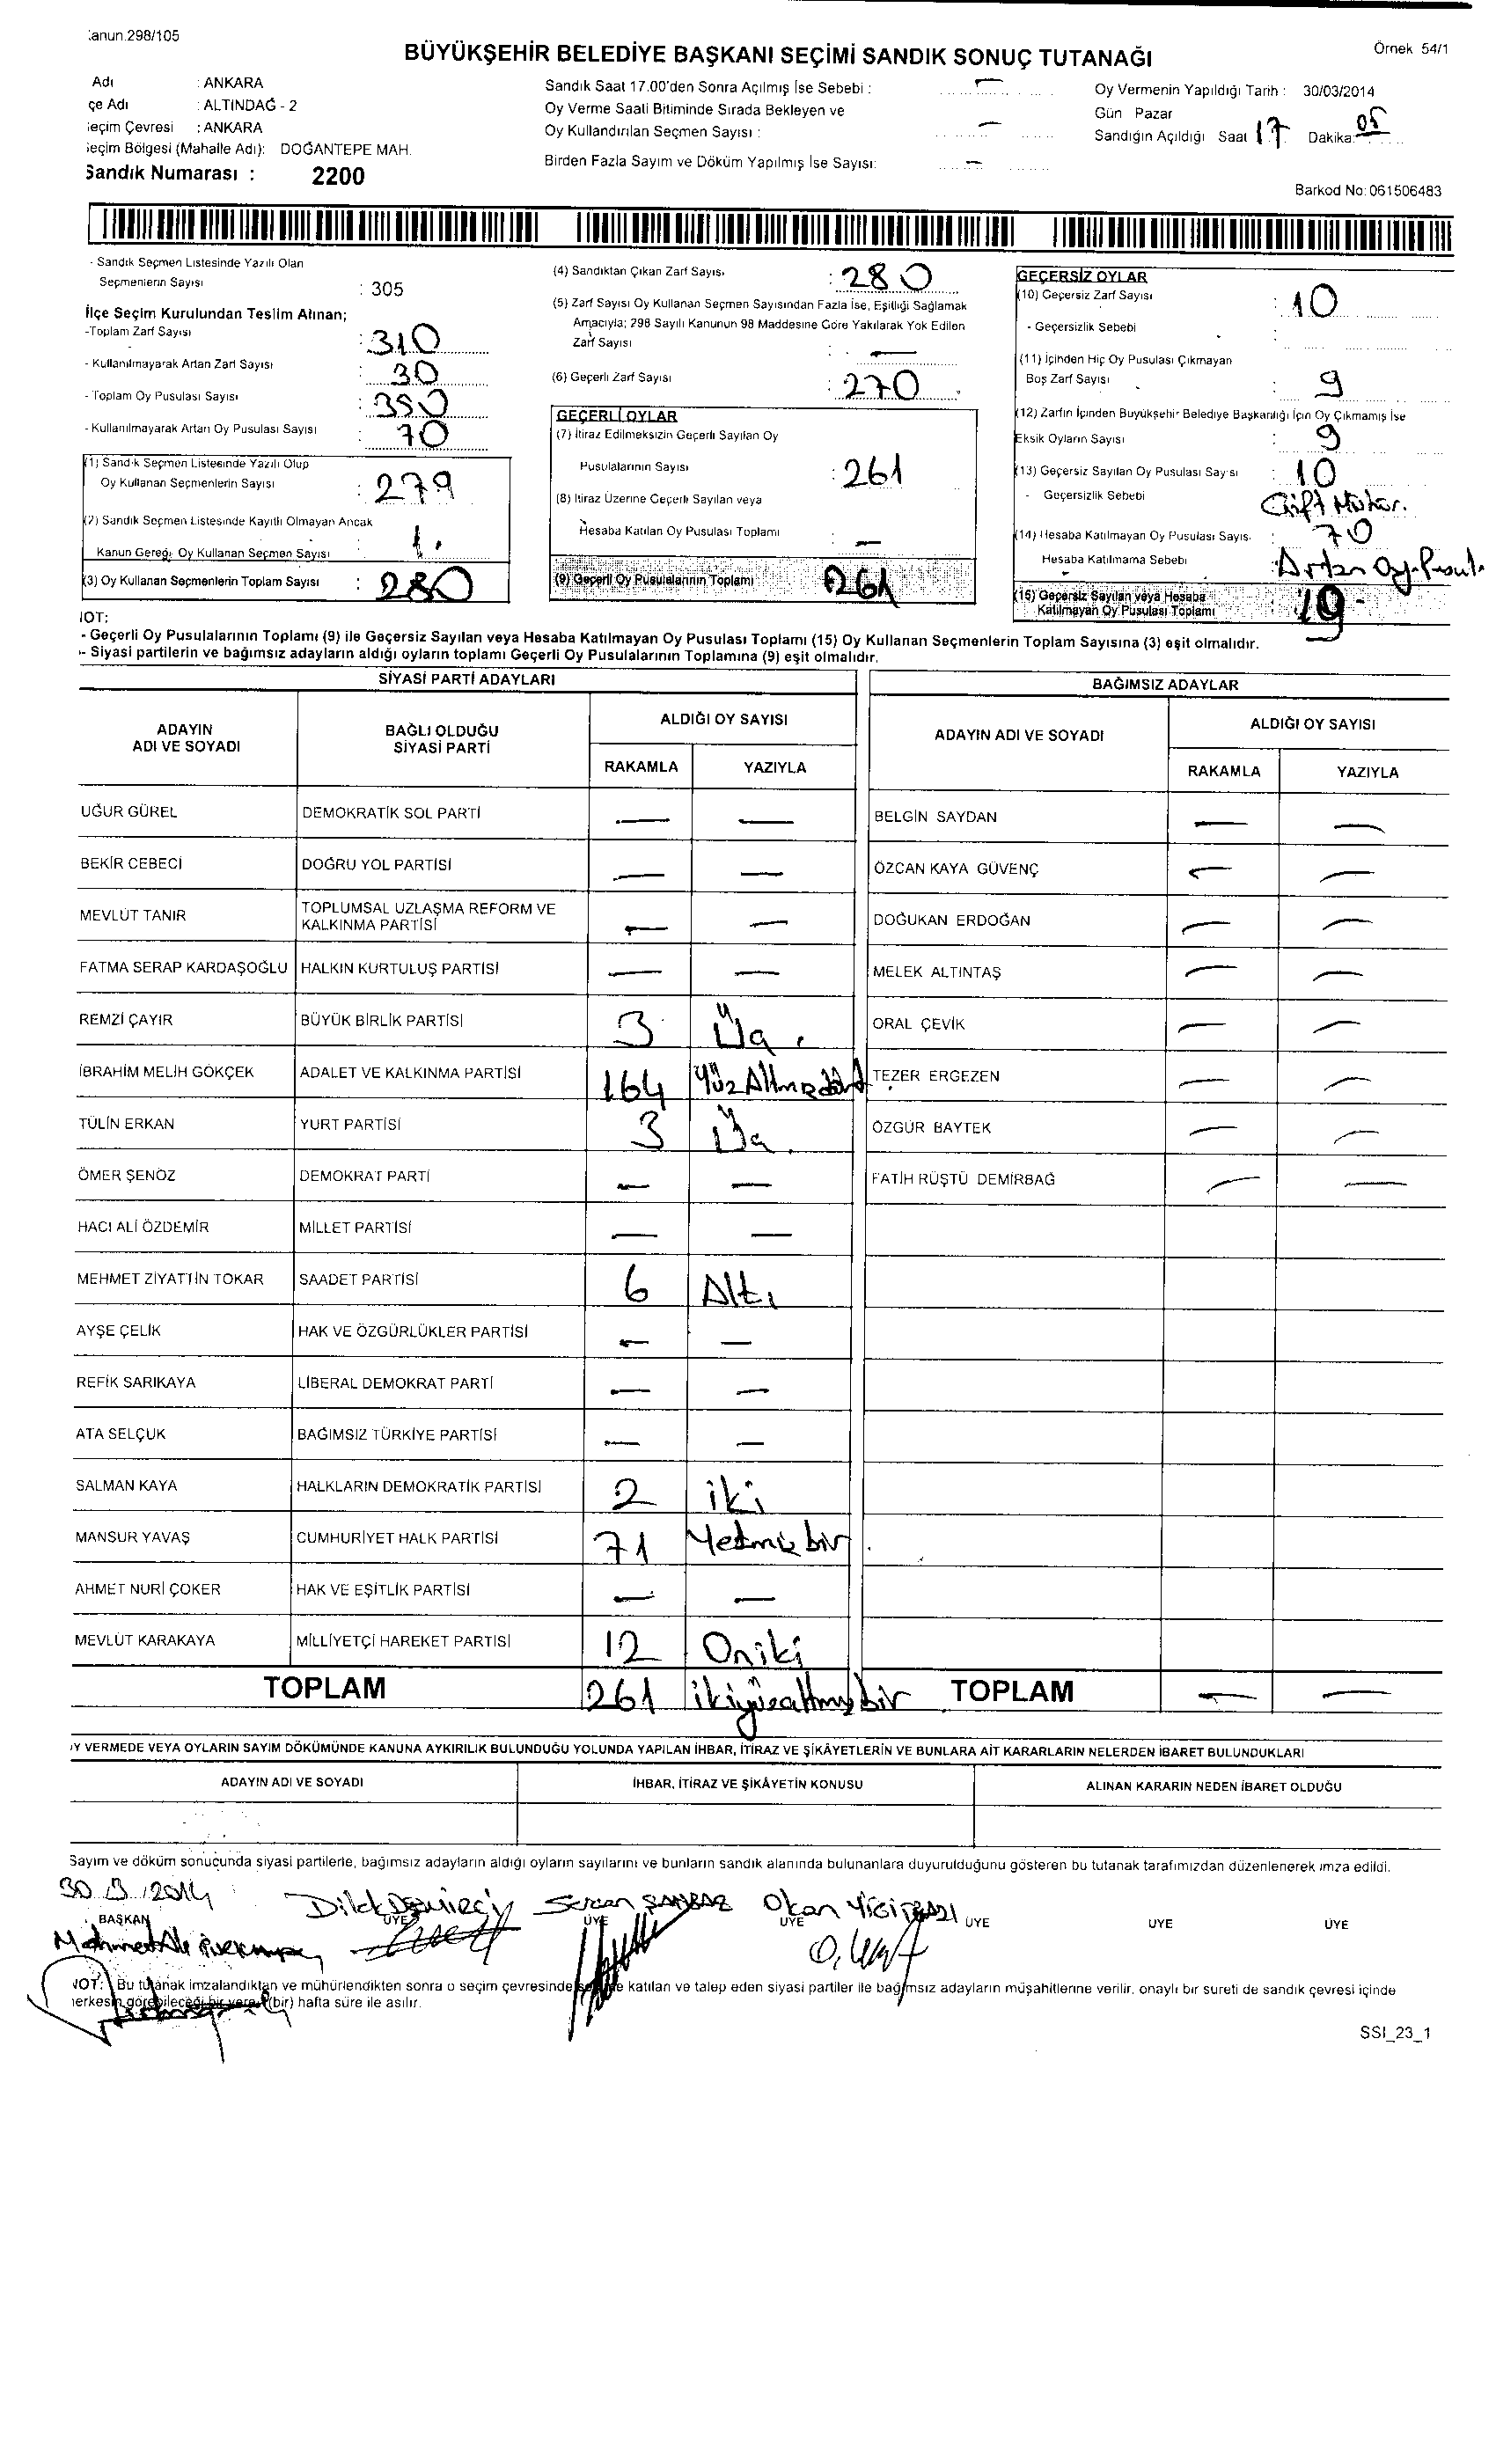 anun.298/105
Örnek 54/1
BÜYÜKŞEHİR BELEDİYE BAŞKANI SEÇİMİ SANDIK SONUÇ TUTANAĞI
Adı : ANKARA
çe Adı : ALTINDAĞ - 2
eçim Çevresi : ANKARA
eçim Bölgesi (Mahalle Adı): DOĞANTEPE MAH.
Sandık Numarası : 2200
Sandık Saat 17.00'den Sonra Açılmış İse Sebebi : —
Oy Verme Saati Bitiminde Sırada Bekleyen ve
Oy Kullandırılan Seçmen Sayısı : —
Birden Fazla Sayım ve Döküm Yapılmış İse Sayısı: —
Oy Vermenin Yapıldığı Tarih : 30/03/2014
Gün Pazar
Sandığın Açıldığı Saat 17 Dakika: 05
Barkod No:061506483
- Sandık Seçmen Listesinde Yazılı Olan
Seçmenlerin Sayısı : 305
İlçe Seçim Kurulundan Teslim Alınan;
-Toplam Zarf Sayısı : 310
- Kullanılmayarak Artan Zarf Sayısı : 30
- Toplam Oy Pusulası Sayısı : 350
- Kullanılmayarak Artan Oy Pusulası Sayısı : 70
(1) Sandık Seçmen Listesinde Yazılı Olup
Oy Kullanan Seçmenlerin Sayısı : 279
(2) Sandık Seçmen Listesinde Kayıtlı Olmayan Ancak
Kanun Gereği Oy Kullanan Seçmen Sayısı : 1.
(3) Oy Kullanan Seçmenlerin Toplam Sayısı : 280
(4) Sandıktan Çıkan Zarf Sayısı : 280
(5) Zarf Sayısı Oy Kullanan Seçmen Sayısından Fazla İse, Eşitliği Sağlamak
Amacıyla; 298 Sayılı Kanunun 98 Maddesine Göre Yakılarak Yok Edilen
Zarf Sayısı : —
(6) Geçerli Zarf Sayısı : 270
GEÇERLİ OYLAR
(7) İtiraz Edilmeksizin Geçerli Sayılan Oy
Pusulalarının Sayısı : 261
(8) İtiraz Üzerine Geçerli Sayılan veya
Hesaba Katılan Oy Pusulası Toplamı : —
(9) Geçerli Oy Pusulalarının Toplamı : 261
GEÇERSİZ OYLAR
(10) Geçersiz Zarf Sayısı : 10
- Geçersizlik Sebebi :
(11) İçinden Hiç Oy Pusulası Çıkmayan
Boş Zarf Sayısı : 9
(12) Zarfın İçinden Büyükşehir Belediye Başkanlığı İçin Oy Çıkmamış İse
Eksik Oyların Sayısı : 9
(13) Geçersiz Sayılan Oy Pusulası Sayısı : 10
- Geçersizlik Sebebi Çift Mühür.
(14) Hesaba Katılmayan Oy Pusulası Sayıs. : 70
Hesaba Katılmama Sebebi : Artan Oy Pusul
(15) Geçersiz Sayılan veya Hesaba
Katılmayan Oy Pusulası Toplamı : 19
NOT:
- Geçerli Oy Pusulalarının Toplamı (9) ile Geçersiz Sayılan veya Hesaba Katılmayan Oy Pusulası Toplamı (15) Oy Kullanan Seçmenlerin Toplam Sayısına (3) eşit olmalıdır.
- Siyasi partilerin ve bağımsız adayların aldığı oyların toplamı Geçerli Oy Pusulalarının Toplamına (9) eşit olmalıdır.
SİYASİ PARTİ ADAYLARI
ADAYIN ADI VE SOYADI BAĞLI OLDUĞU SİYASİ PARTİ ALDIĞI OY SAYISI
RAKAMLA YAZIYLA
UĞUR GÜREL DEMOKRATİK SOL PARTİ — —
BEKİR CEBECİ DOĞRU YOL PARTİSİ — —
MEVLÜT TANIR TOPLUMSAL UZLAŞMA REFORM VE KALKINMA PARTİSİ — —
FATMA SERAP KARDAŞOĞLU HALKIN KURTULUŞ PARTİSİ — —
REMZİ ÇAYIR BÜYÜK BİRLİK PARTİSİ 3 Üç.
İBRAHİM MELİH GÖKÇEK ADALET VE KALKINMA PARTİSİ 164 Yüz Altmışdört
TÜLİN ERKAN YURT PARTİSİ 3 Üç.
ÖMER ŞENÖZ DEMOKRAT PARTİ — —
HACI ALİ ÖZDEMİR MİLLET PARTİSİ — —
MEHMET ZİYATTİN TOKAR SAADET PARTİSİ 6 Altı
AYŞE ÇELİK HAK VE ÖZGÜRLÜKLER PARTİSİ — —
REFİK SARIKAYA LİBERAL DEMOKRAT PARTİ — —
ATA SELÇUK BAĞIMSIZ TÜRKİYE PARTİSİ — —
SALMAN KAYA HALKLARIN DEMOKRATİK PARTİSİ 2 iki
MANSUR YAVAŞ CUMHURİYET HALK PARTİSİ 71 Yetmiş bir
AHMET NURİ ÇOKER HAK VE EŞİTLİK PARTİSİ — —
MEVLÜT KARAKAYA MİLLİYETÇİ HAREKET PARTİSİ 12 Oniki
TOPLAM 261 ikiyüzaltmış bir
BAĞIMSIZ ADAYLAR
ADAYIN ADI VE SOYADI ALDIĞI OY SAYISI
RAKAMLA YAZIYLA
BELGİN SAYDAN — —
ÖZCAN KAYA GÜVENÇ — —
DOĞUKAN ERDOĞAN — —
MELEK ALTINTAŞ — —
ORAL ÇEVİK — —
TEZER ERGEZEN — —
ÖZGÜR BAYTEK — —
FATİH RÜŞTÜ DEMİRBAĞ — —
TOPLAM — —
Y VERMEDE VEYA OYLARIN SAYIM DÖKÜMÜNDE KANUNA AYKIRILIK BULUNDUĞU YOLUNDA YAPILAN İHBAR, İTİRAZ VE ŞİKÂYETLERİN VE BUNLARA AİT KARARLARIN NELERDEN İBARET BULUNDUKLARI
ADAYIN ADI VE SOYADI İHBAR, İTİRAZ VE ŞİKÂYETİN KONUSU ALINAN KARARIN NEDEN İBARET OLDUĞU
Sayım ve döküm sonucunda siyasi partilerle, bağımsız adayların aldığı oyların sayılarını ve bunların sandık alanında bulunanlara duyurulduğunu gösteren bu tutanak tarafımızdan düzenlenerek imza edildi.
30 3 2014 Dilek Sercan Okan
BAŞKAN ÜYE ÜYE ÜYE ÜYE ÜYE ÜYE
NOT: Bu tutanak imzalandıktan ve mühürlendikten sonra o seçim çevresinde katılan ve talep eden siyasi partiler ile bağımsız adayların müşahitlerine verilir, onaylı bir sureti de sandık çevresi içinde
herkesin görebileceği bir yere (bir) hafta süre ile asılır.
SSI_23_1